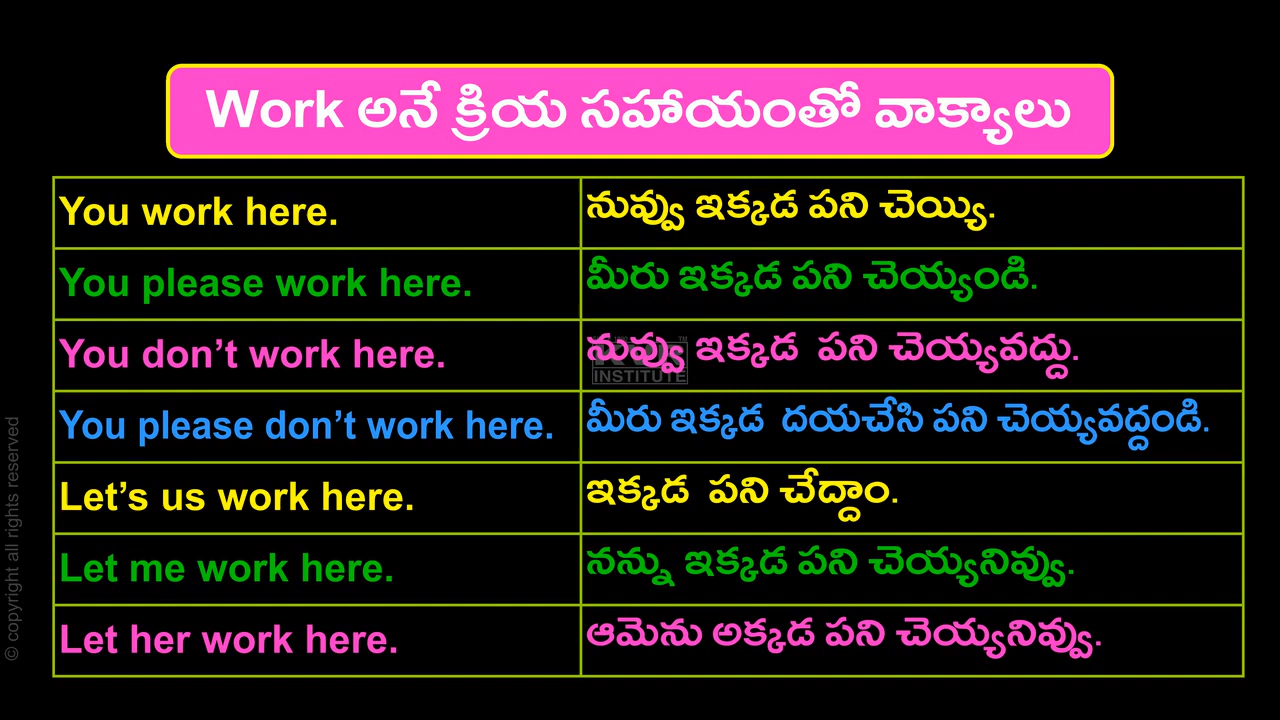 Work అనే క్రియ సహాయంతో వాక్యాలు
You work here. నువ్వు ఇక్కడ పని చెయ్యి.
You please work here. మీరు ఇక్కడ పని చెయ్యండి.
You don't work here. నువ్వు ఇక్కడ పని చెయ్యవద్దు.
INSTITUTE
You please don't work here. మీరు ఇక్కడ దయచేసి పని చెయ్యవద్దండి.
Let's us work here. ఇక్కడ పని చేద్దాం.
Let me work here. నన్ను ఇక్కడ పని చెయ్యనివ్వు.
Let her work here. ఆమెను అక్కడ పని చెయ్యనివ్వు.
© copyright all rights reserved